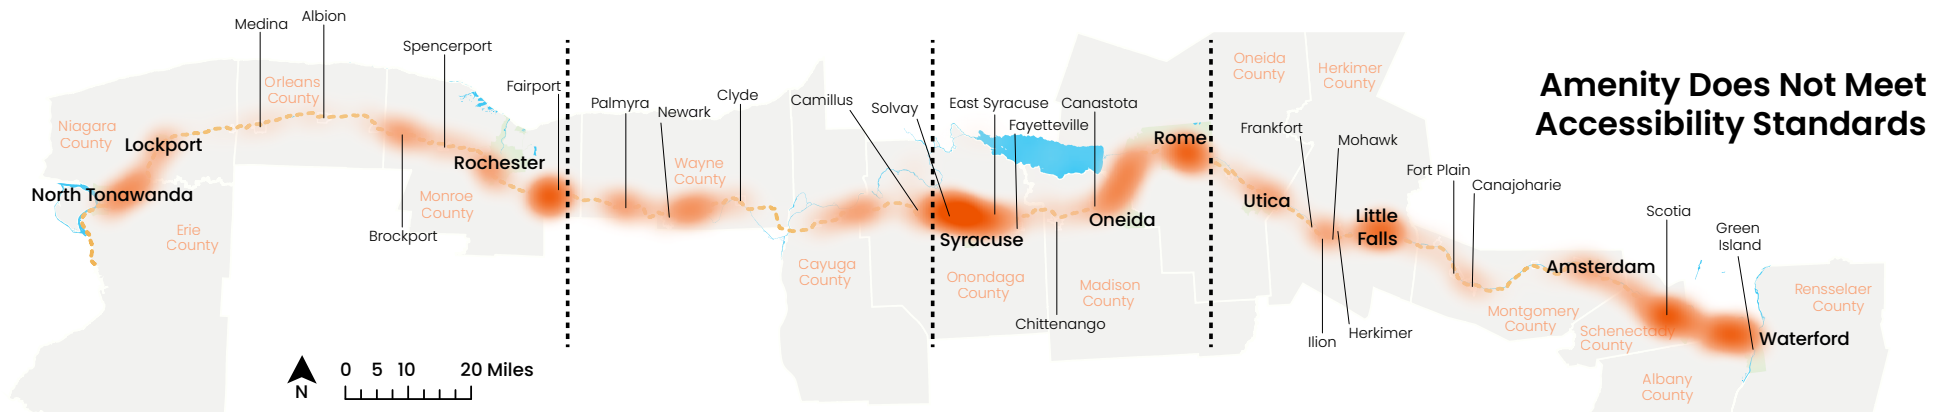 Amenity Does Not Meet
Accessibility Standards
Medina
Albion
Spencerport
Fairport
Orleans
County
Niagara
County
Lockport
North Tonawanda
Erie
County
Rochester
Monroe
County
Brockport
Palmyra
Newark
Clyde
Wayne
County
Camillus
Solvay
Cayuga
County
East Syracuse
Fayetteville
Canastota
Syracuse
Onondaga
County
Chittenango
Madison
County
Oneida
Rome
Oneida
County
Herkimer
County
Frankfort
Mohawk
Utica
Little
Falls
Ilion
Herkimer
Fort Plain
Canajoharie
Amsterdam
Montgomery
County
Schenectady
County
Scotia
Green
Island
Rensselaer
County
Waterford
Albany
County
N
0 5 10 20 Miles